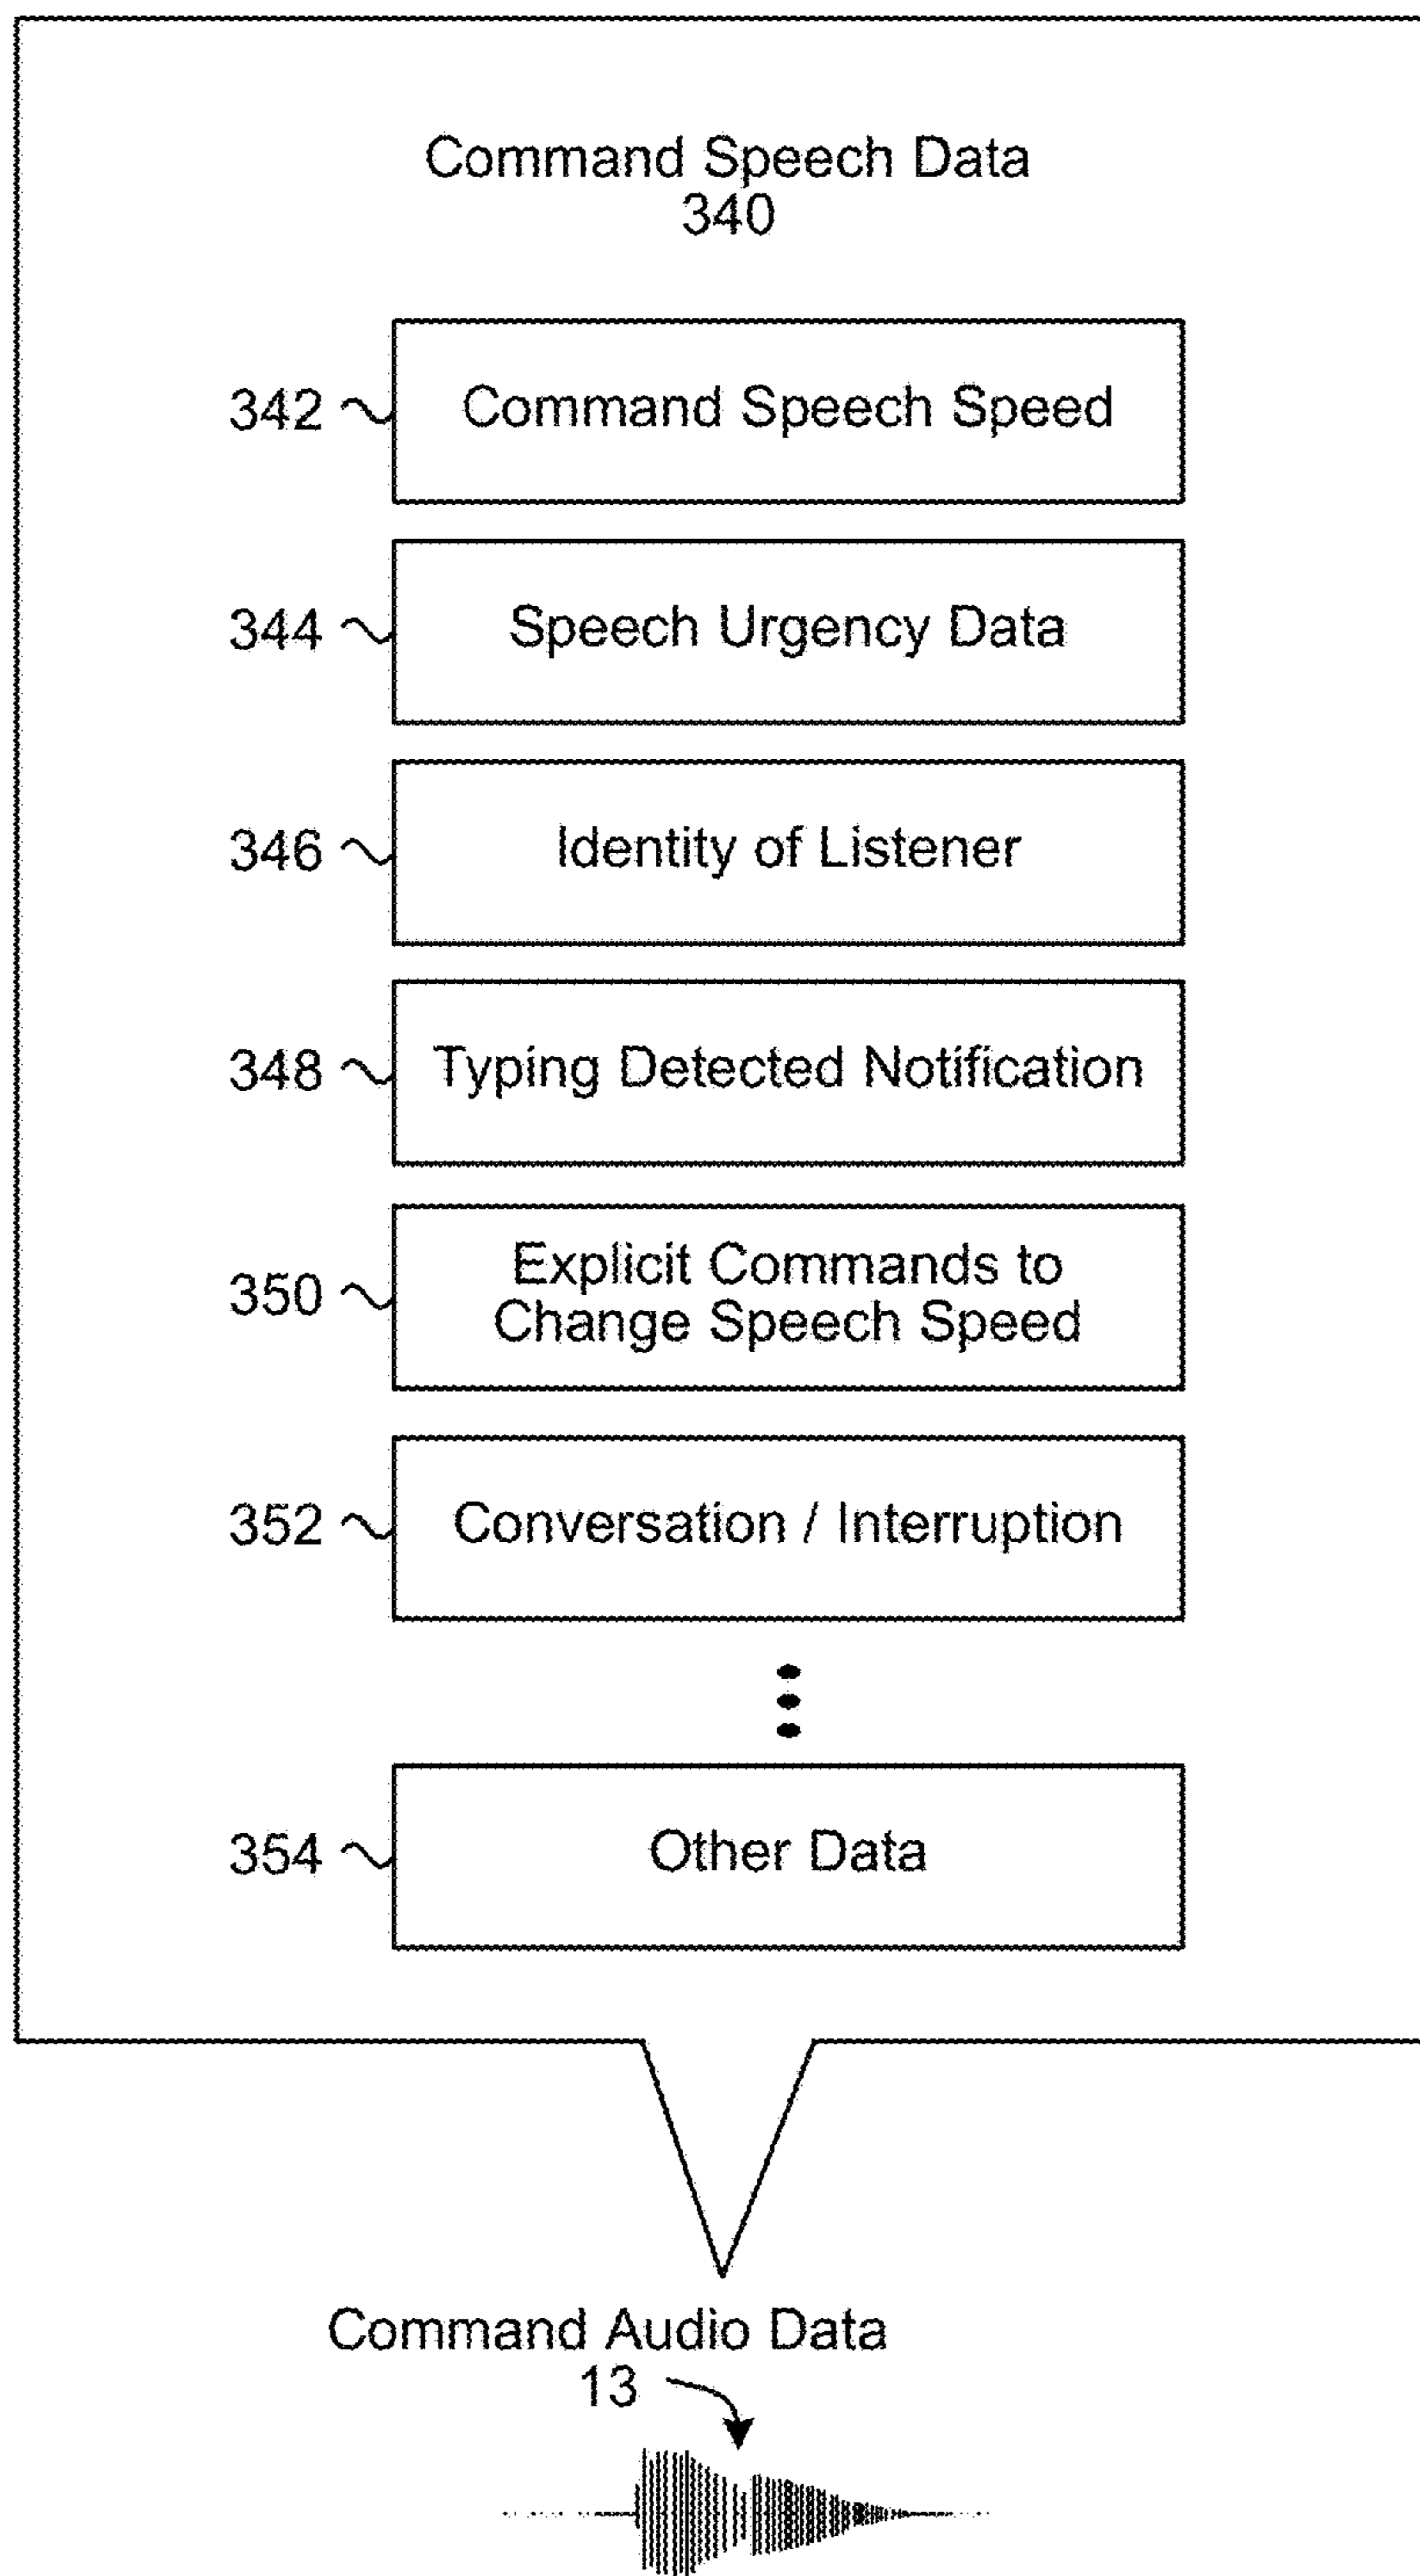 Command Speech Data
340
342 Command Speech Speed
344 Speech Urgency Data
346 Identity of Listener
348 Typing Detected Notification
350 Explicit Commands to
Change Speech Speed
352 Conversation / Interruption
354 Other Data
Command Audio Data
13